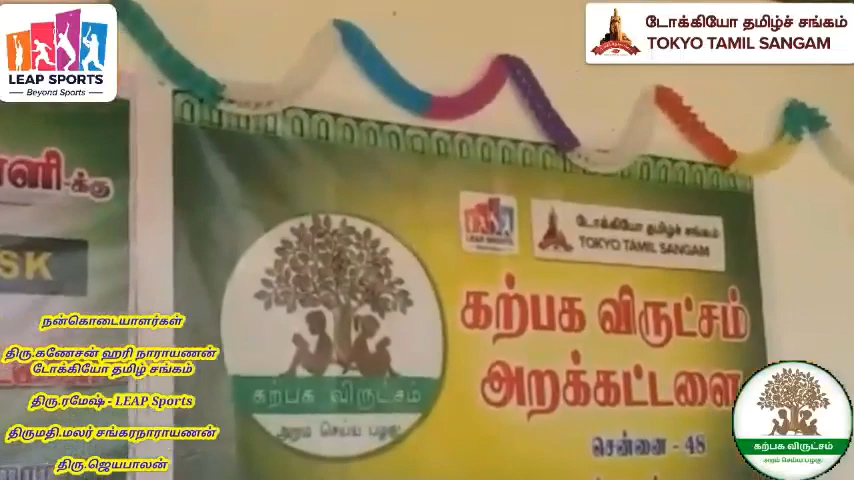 LEAP SPORTS
Beyond Sports
டோக்கியோ தமிழ்ச் சங்கம்
TOKYO TAMIL SANGAM
ளி-க்கு
SK
LEAP SPORTS
டோக்கியோ தமிழ்ச் சங்கம்
TOKYO TAMIL SANGAM
கற்பக விருட்சம்
அறக்கட்டளை
சென்னை - 48
கற்பக விருட்சம்
அறம் செய்ய பழகு
நன்கொடையாளர்கள்
திரு.கணேசன் ஹரி நாராயணன்
டோக்கியோ தமிழ் சங்கம்
திரு.ரமேஷ் - LEAP Sports
திருமதி.மலர் சங்கரநாராயணன்
திரு.ஜெயபாலன்
கற்பக விருட்சம்
அறம் செய்ய பழகு